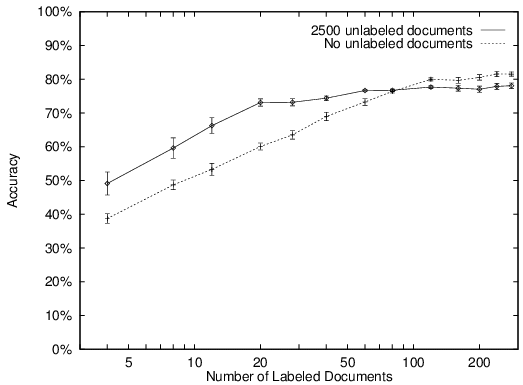 100%
90%
80%
70%
60%
50%
40%
30%
20%
10%
0%
Accuracy
2500 unlabeled documents
No unlabeled documents
5 10 20 50 100 200
Number of Labeled Documents